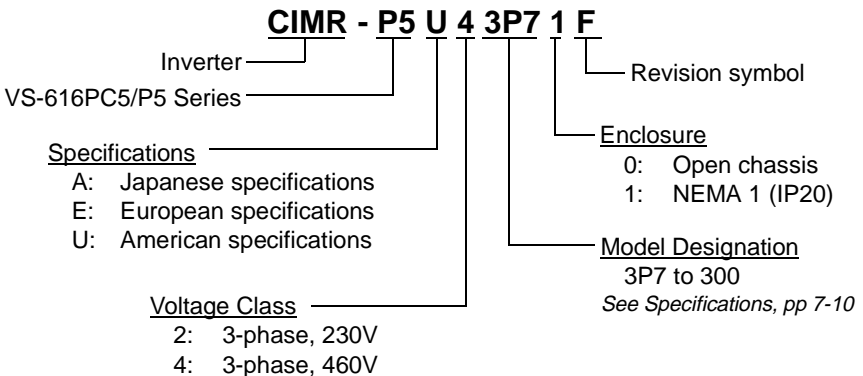 CIMR - P5 U 4 3P7 1 F
Inverter
VS-616PC5/P5 Series
Specifications
A: Japanese specifications
E: European specifications
U: American specifications
Voltage Class
2: 3-phase, 230V
4: 3-phase, 460V
Revision symbol
Enclosure
0: Open chassis
1: NEMA 1 (IP20)
Model Designation
3P7 to 300
See Specifications, pp 7-10